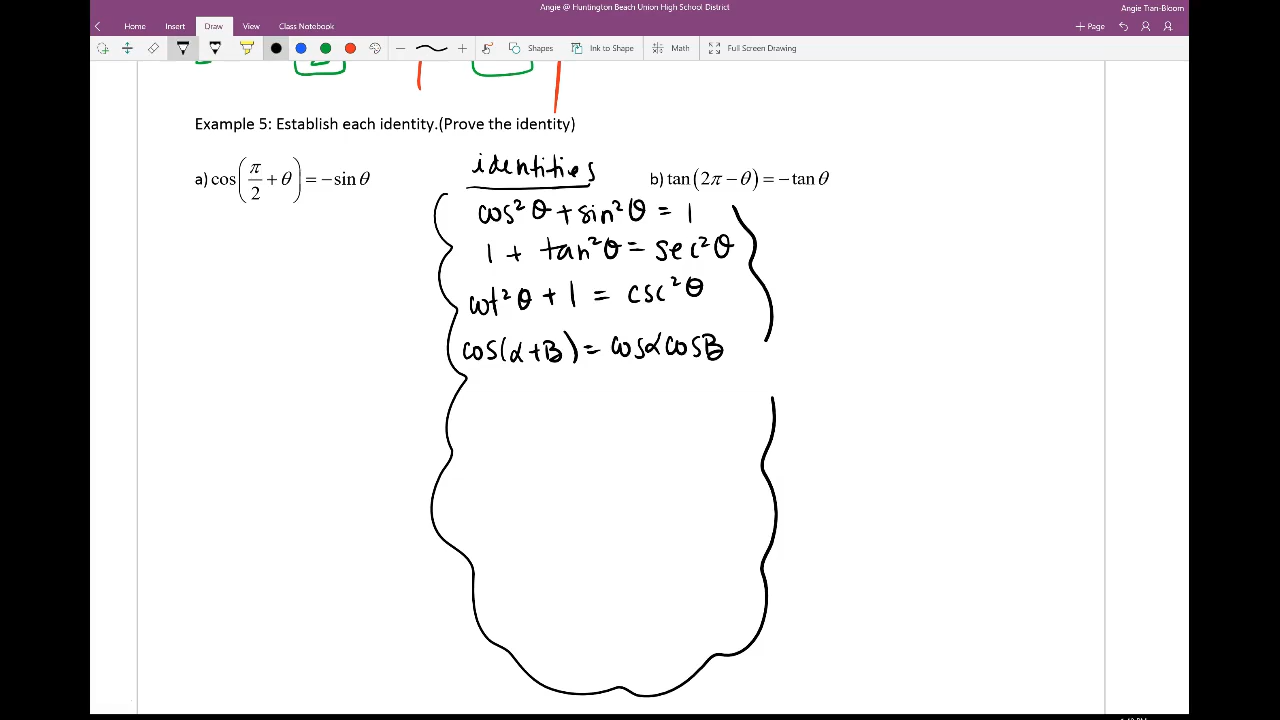 Angie @ Huntington Beach Union High School District
Angie Tran-Bloom
Home Insert Draw View Class Notebook
Page
Shapes Ink to Shape Math Full Screen Drawing
Example 5: Establish each identity.(Prove the identity)
a) cos(π/2 + θ) = −sin θ
b) tan(2π − θ) = −tan θ
identities
cos²θ + sin²θ = 1
1 + tan²θ = sec²θ
cot²θ + 1 = csc²θ
cos(α + B) = cosα cosB